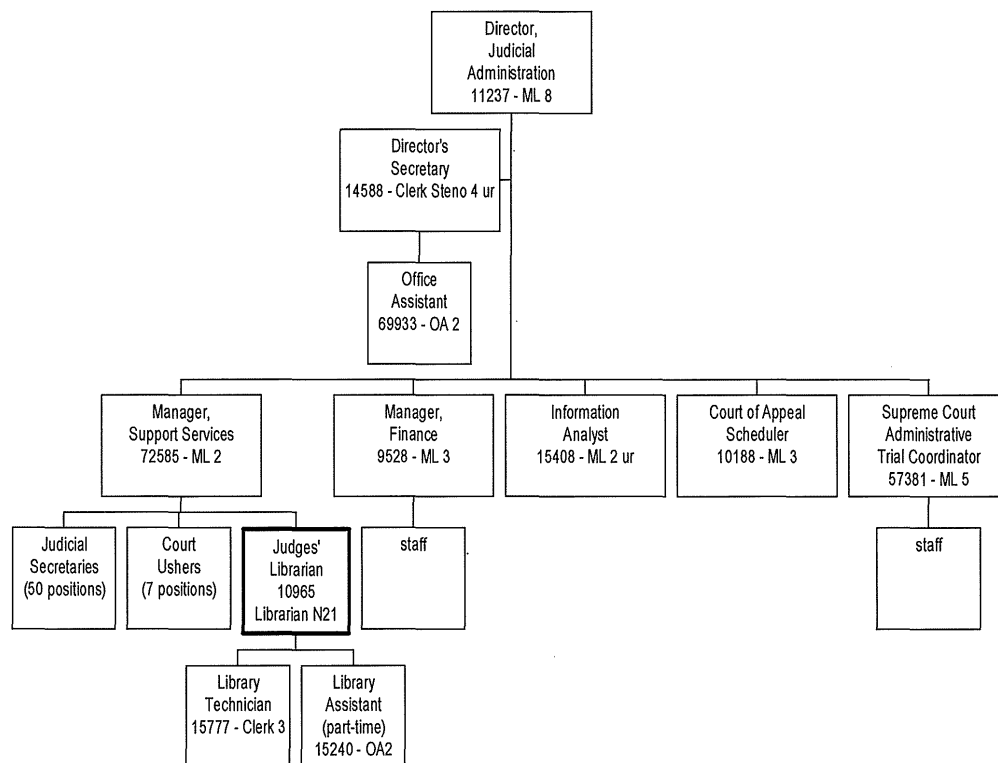 Director,
Judicial
Administration
11237 - ML 8
Director's
Secretary
14588 - Clerk Steno 4 ur
Office
Assistant
69933 - OA 2
Manager,
Support Services
72585 - ML 2
Manager,
Finance
9528 - ML 3
Information
Analyst
15408 - ML 2 ur
Court of Appeal
Scheduler
10188 - ML 3
Supreme Court
Administrative
Trial Coordinator
57381 - ML 5
Judicial
Secretaries
(50 positions)
Court
Ushers
(7 positions)
Judges'
Librarian
10965
Librarian N21
staff
staff
Library
Technician
15777 - Clerk 3
Library
Assistant
(part-time)
15240 - OA2